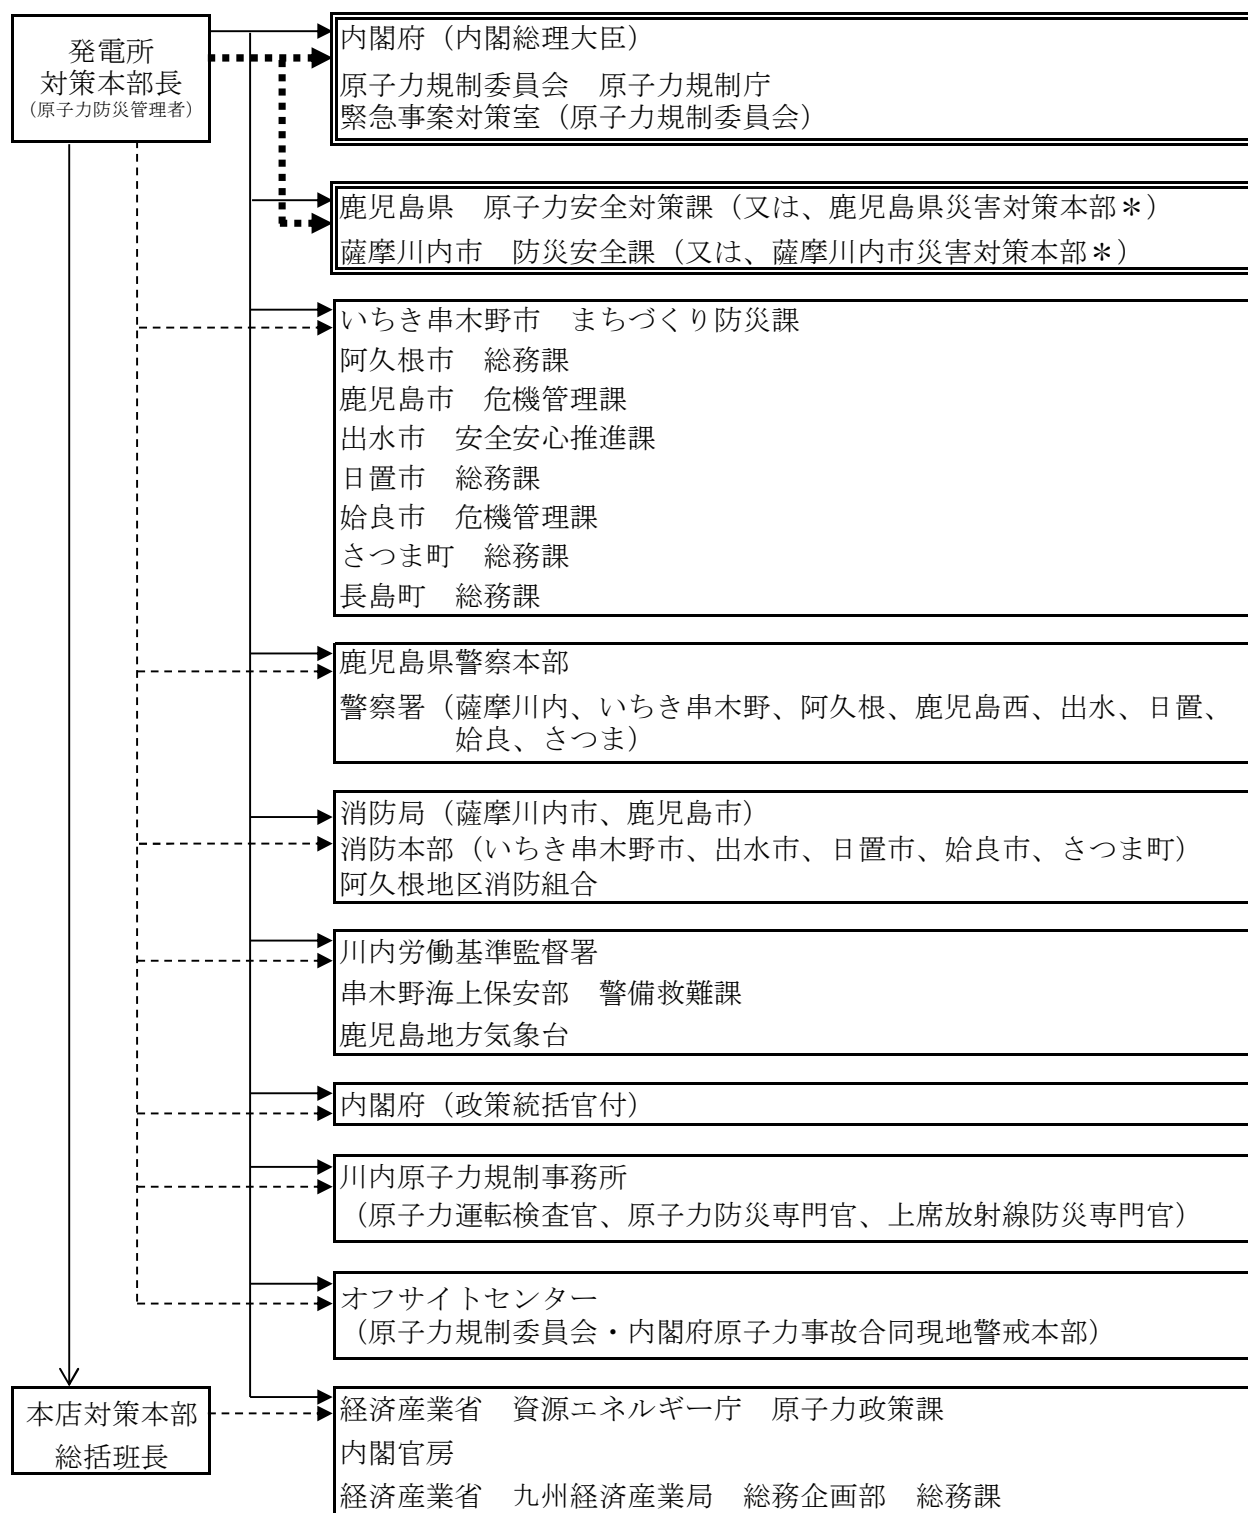 発電所
対策本部長
（原子力防災管理者）
内閣府（内閣総理大臣）
原子力規制委員会　原子力規制庁
緊急事案対策室（原子力規制委員会）
鹿児島県　原子力安全対策課（又は、鹿児島県災害対策本部＊）
薩摩川内市　防災安全課（又は、薩摩川内市災害対策本部＊）
いちき串木野市　まちづくり防災課
阿久根市　総務課
鹿児島市　危機管理課
出水市　安全安心推進課
日置市　総務課
姶良市　危機管理課
さつま町　総務課
長島町　総務課
鹿児島県警察本部
警察署（薩摩川内、いちき串木野、阿久根、鹿児島西、出水、日置、
姶良、さつま）
消防局（薩摩川内市、鹿児島市）
消防本部（いちき串木野市、出水市、日置市、姶良市、さつま町）
阿久根地区消防組合
川内労働基準監督署
串木野海上保安部　警備救難課
鹿児島地方気象台
内閣府（政策統括官付）
川内原子力規制事務所
（原子力運転検査官、原子力防災専門官、上席放射線防災専門官）
オフサイトセンター
（原子力規制委員会・内閣府原子力事故合同現地警戒本部）
本店対策本部
総括班長
経済産業省　資源エネルギー庁　原子力政策課
内閣官房
経済産業省　九州経済産業局　総務企画部　総務課